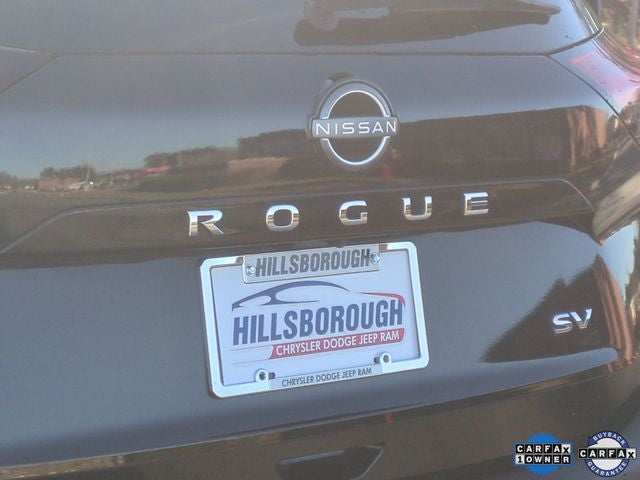 NISSAN
ROGUE
HILLSBOROUGH
HILLSBOROUGH
CHRYSLER DODGE JEEP RAM
CHRYSLER DODGE JEEP RAM
SV
CARFAX
1 OWNER
BUYBACK
CARFAX
GUARANTEE